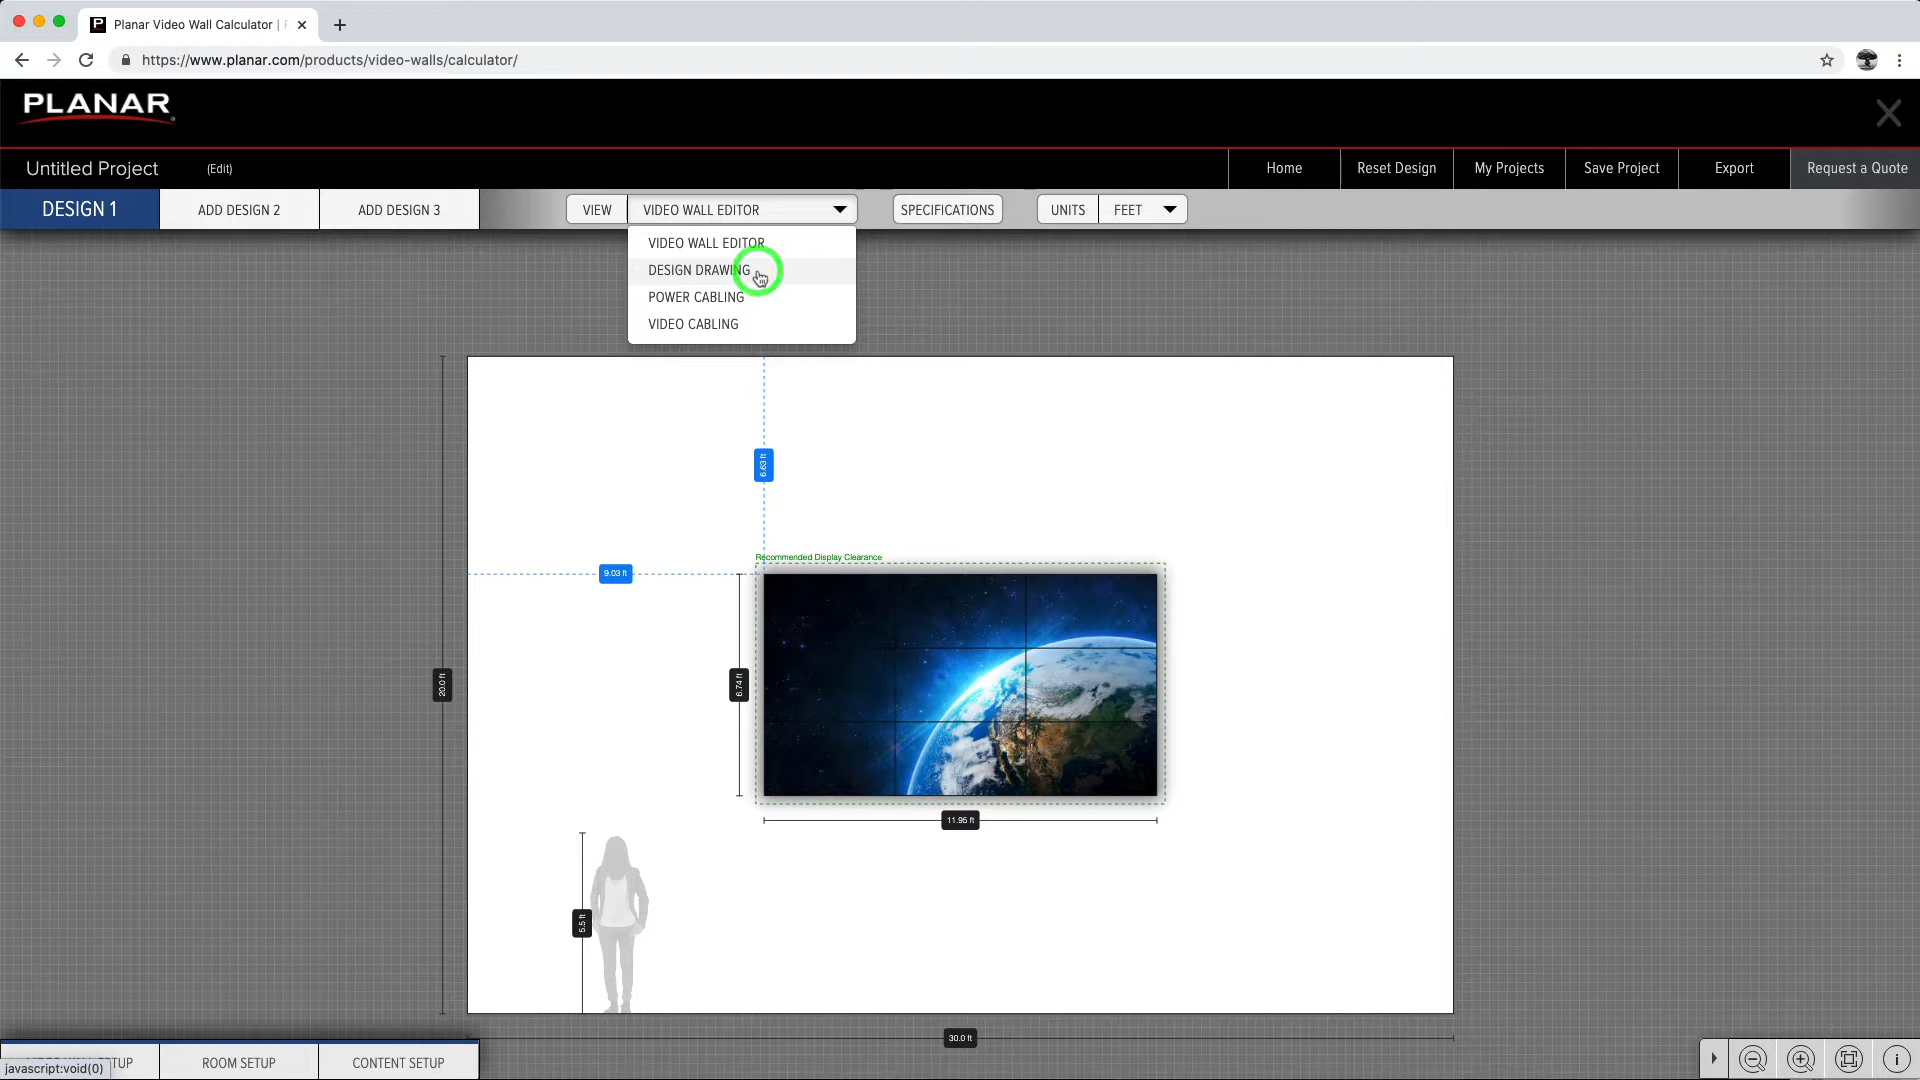 Planar Video Wall Calculator |
https://www.planar.com/products/video-walls/calculator/
PLANAR
Untitled Project (Edit)
Home Reset Design My Projects Save Project Export Request a Quote
DESIGN 1 ADD DESIGN 2 ADD DESIGN 3 VIEW VIDEO WALL EDITOR SPECIFICATIONS UNITS FEET
VIDEO WALL EDITOR
DESIGN DRAWING
POWER CABLING
VIDEO CABLING
6.63 ft
Recommended Display Clearance
9.03 ft
20.0 ft
6.74 ft
11.95 ft
5.5 ft
30.0 ft
ROOM SETUP CONTENT SETUP
javascript:void(0)